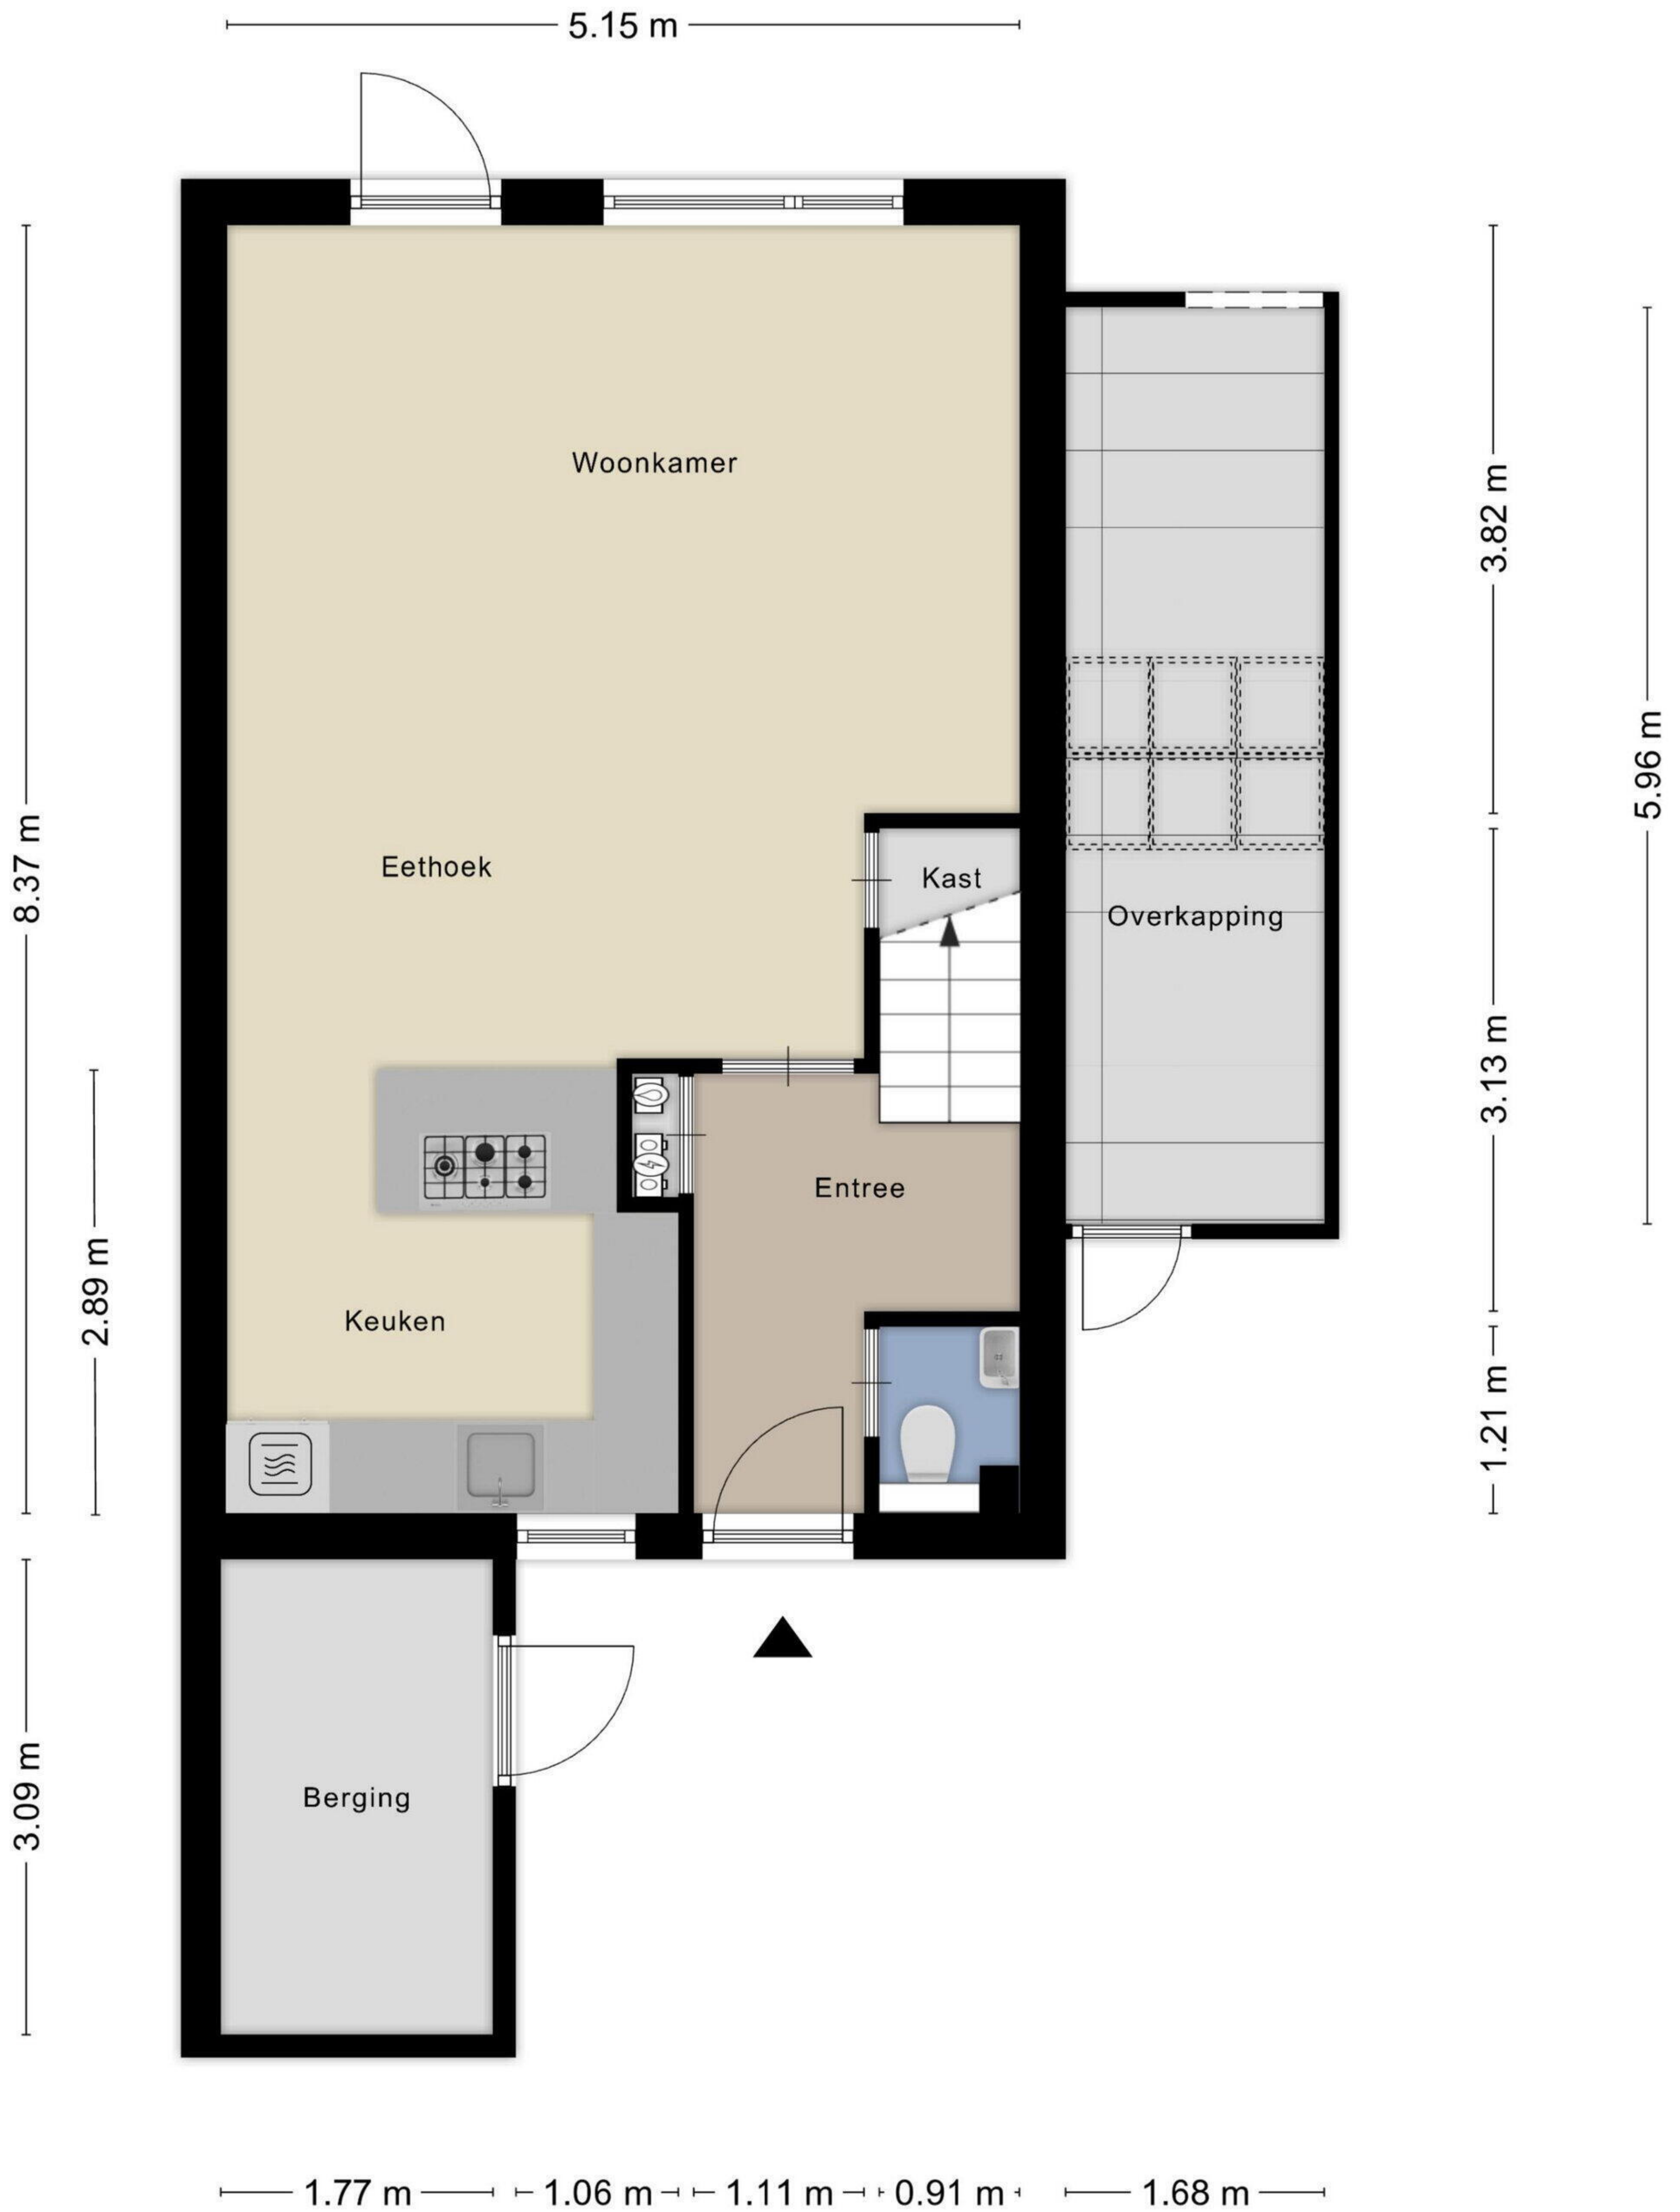 5.15 m
Woonkamer
3.82 m
5.96 m
8.37 m
Eethoek
Kast
Overkapping
3.13 m
Entree
2.89 m
Keuken
1.21 m
Berging
3.09 m
1.77 m
1.06 m
1.11 m
0.91 m
1.68 m